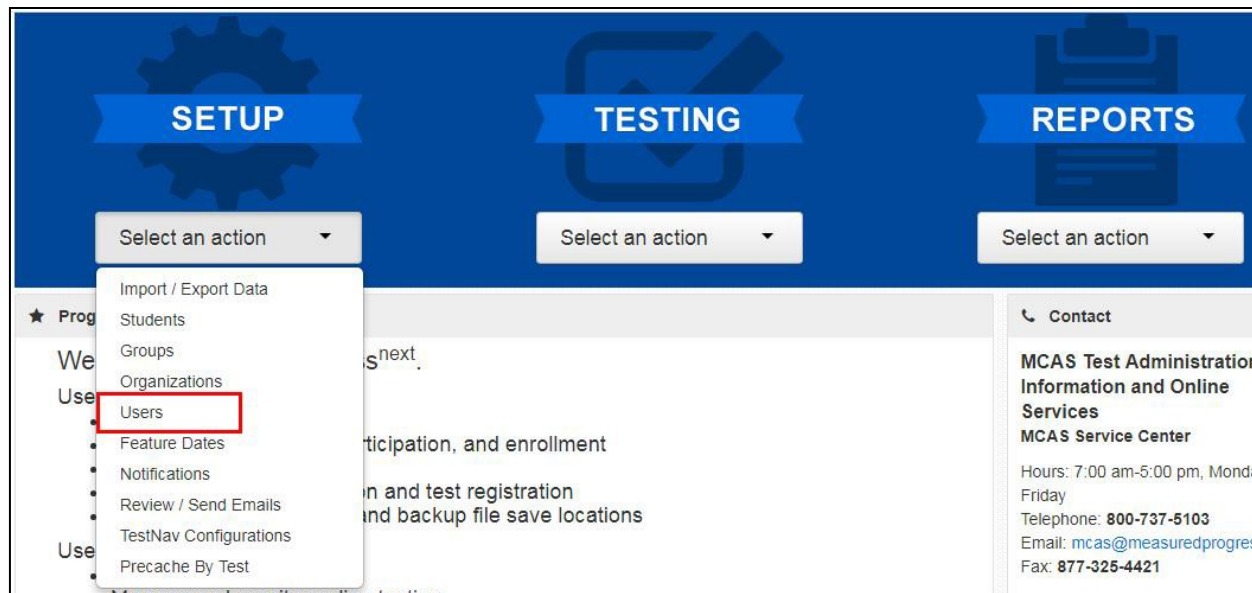 SETUP
TESTING
REPORTS
Select an action
Select an action
Select an action
Import / Export Data
Students
Groups
Organizations
Users
Feature Dates
Notifications
Review / Send Emails
TestNav Configurations
Precache By Test
Prog
We
snext.
Use
rticipation, and enrollment
n and test registration
and backup file save locations
Use
Contact
MCAS Test Administration
Information and Online
Services
MCAS Service Center
Hours: 7:00 am-5:00 pm, Monda
Friday
Telephone: 800-737-5103
Email: mcas@measuredprogres
Fax: 877-325-4421